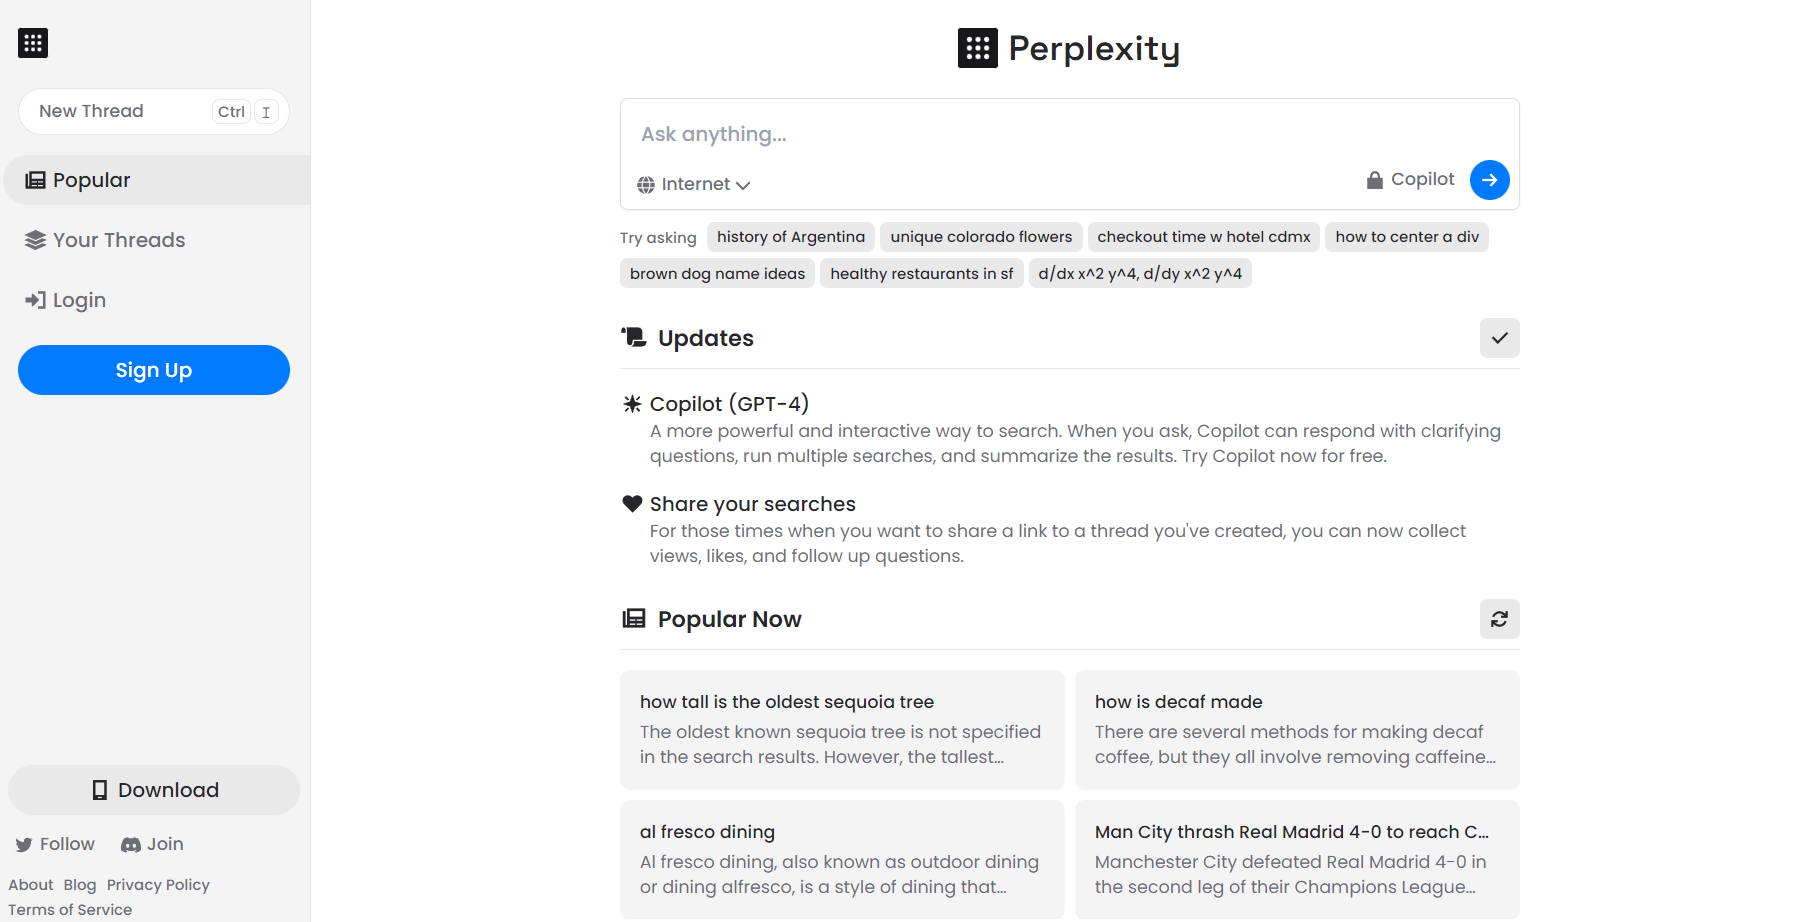 New Thread Ctrl I
Popular
Your Threads
Login
Sign Up
Download
Follow Join
About Blog Privacy Policy
Terms of Service
Perplexity
Ask anything...
Internet Copilot
Try asking history of Argentina unique colorado flowers checkout time w hotel cdmx how to center a div
brown dog name ideas healthy restaurants in sf d/dx x^2 y^4, d/dy x^2 y^4
Updates
Copilot (GPT-4)
A more powerful and interactive way to search. When you ask, Copilot can respond with clarifying
questions, run multiple searches, and summarize the results. Try Copilot now for free.
Share your searches
For those times when you want to share a link to a thread you've created, you can now collect
views, likes, and follow up questions.
Popular Now
how tall is the oldest sequoia tree
The oldest known sequoia tree is not specified
in the search results. However, the tallest...
how is decaf made
There are several methods for making decaf
coffee, but they all involve removing caffeine...
al fresco dining
Al fresco dining, also known as outdoor dining
or dining alfresco, is a style of dining that...
Man City thrash Real Madrid 4-0 to reach C...
Manchester City defeated Real Madrid 4-0 in
the second leg of their Champions League...